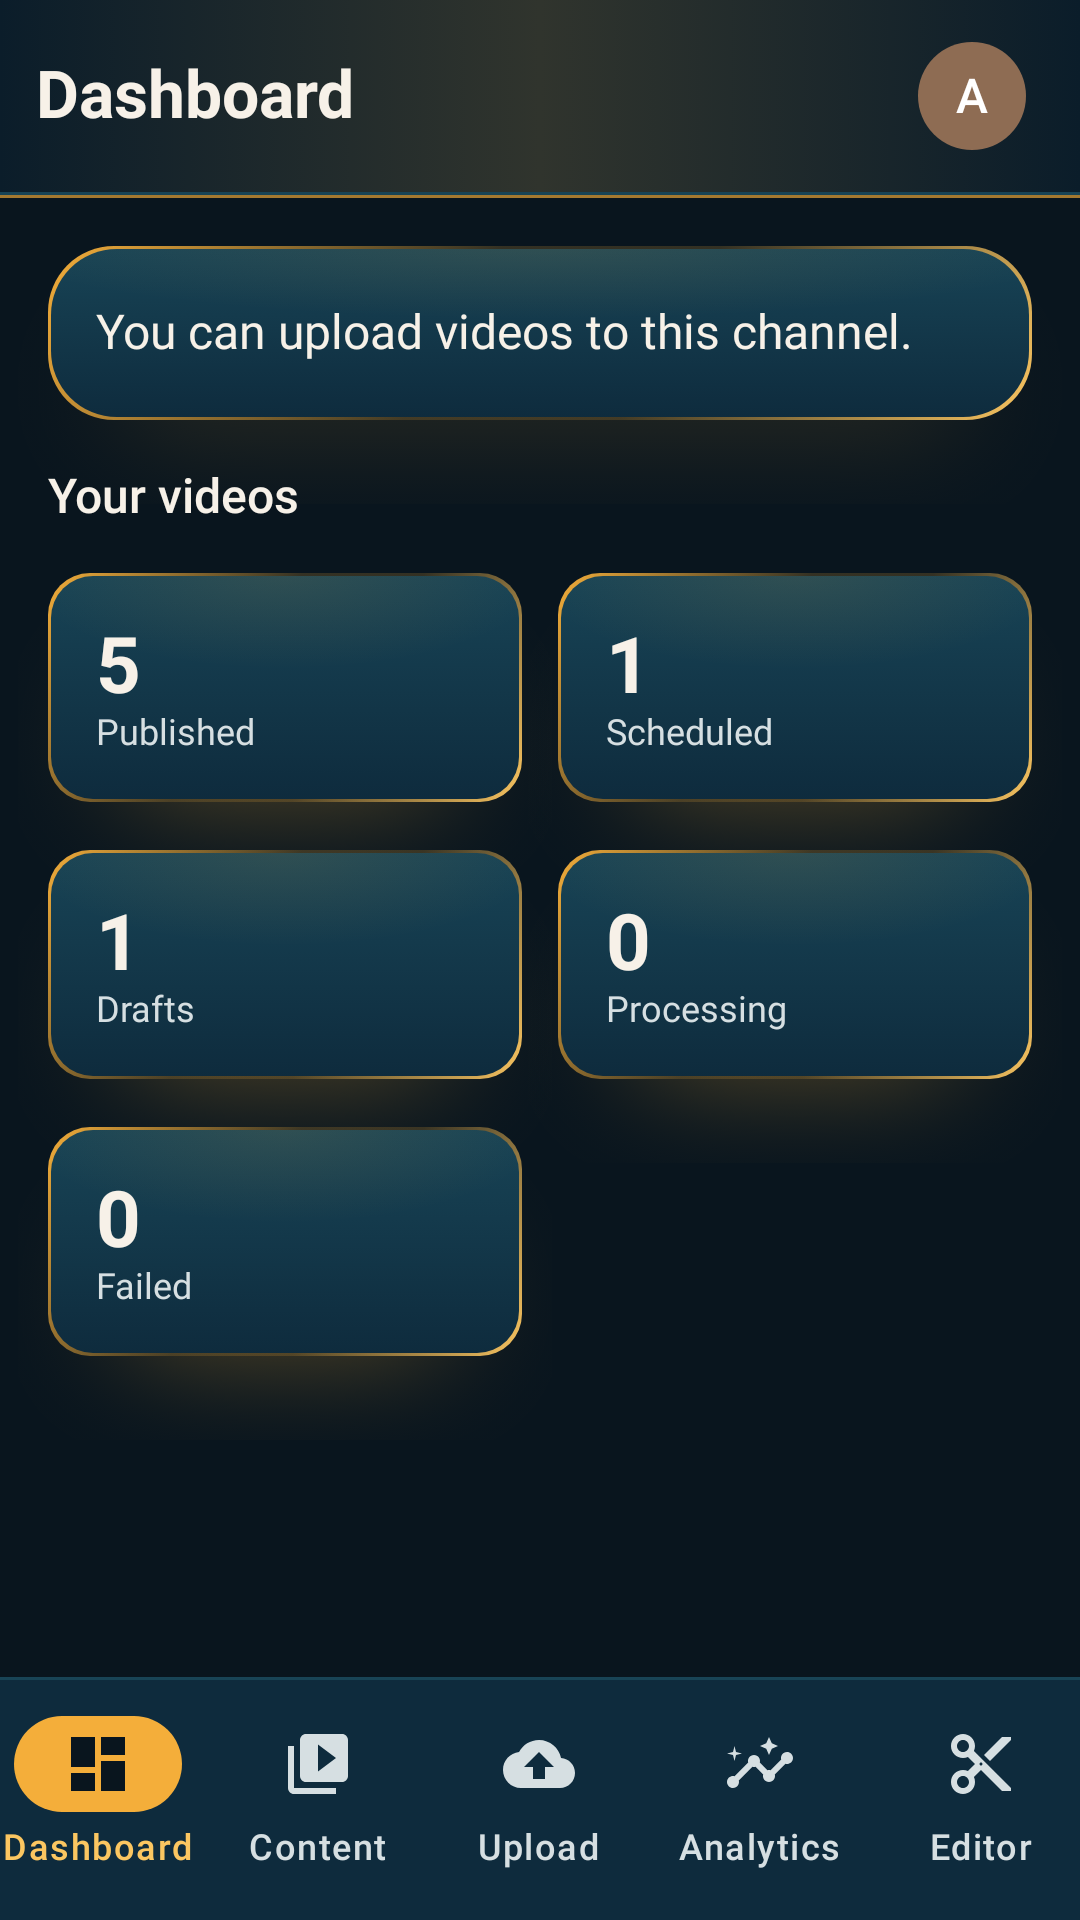 Dashboard
A
You can upload videos to this channel.
Your videos
5
Published
1
Scheduled
1
Drafts
0
Processing
0
Failed
Dashboard
Content
Upload
Analytics
Editor